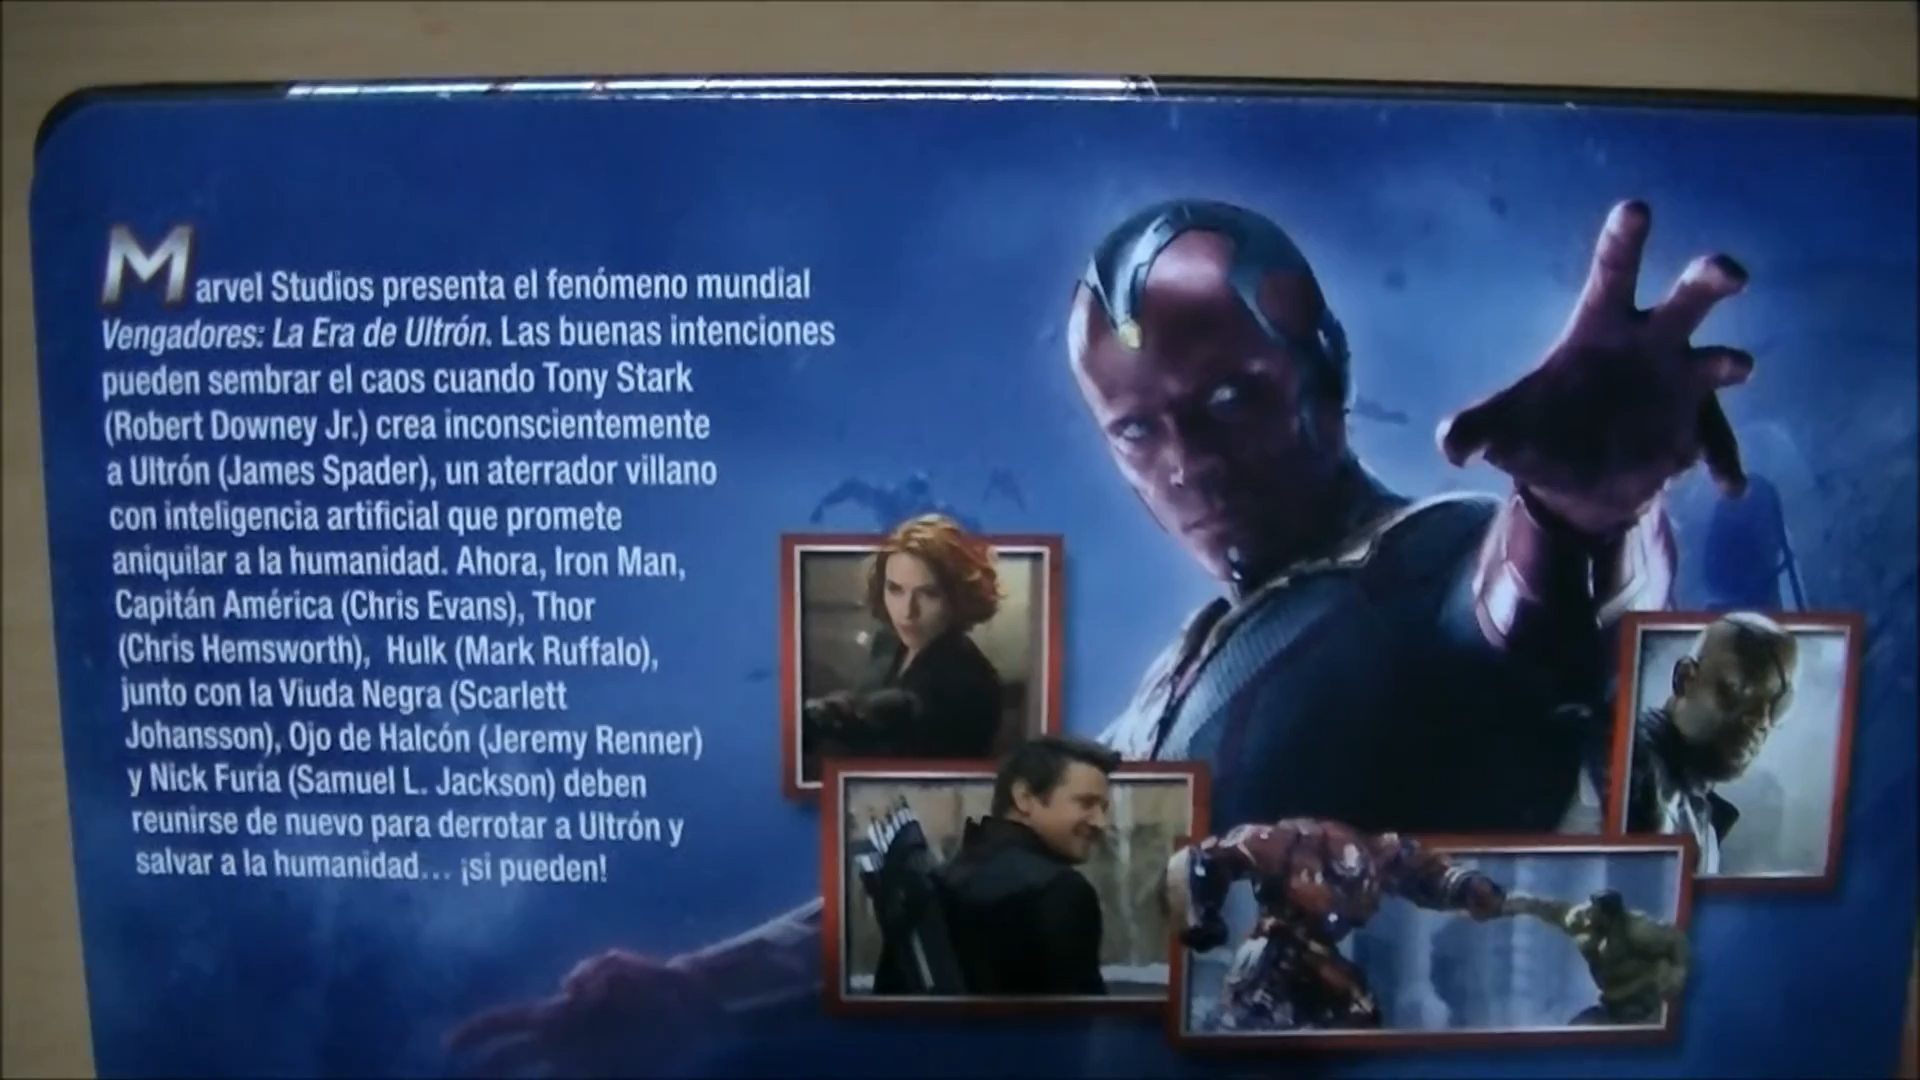 Marvel Studios presenta el fenómeno mundial
Vengadores: La Era de Ultrón. Las buenas intenciones
pueden sembrar el caos cuando Tony Stark
(Robert Downey Jr.) crea inconscientemente
a Ultrón (James Spader), un aterrador villano
con inteligencia artificial que promete
aniquilar a la humanidad. Ahora, Iron Man,
Capitán América (Chris Evans), Thor
(Chris Hemsworth), Hulk (Mark Ruffalo),
junto con la Viuda Negra (Scarlett
Johansson), Ojo de Halcón (Jeremy Renner)
y Nick Furia (Samuel L. Jackson) deben
reunirse de nuevo para derrotar a Ultrón y
salvar a la humanidad... ¡si pueden!